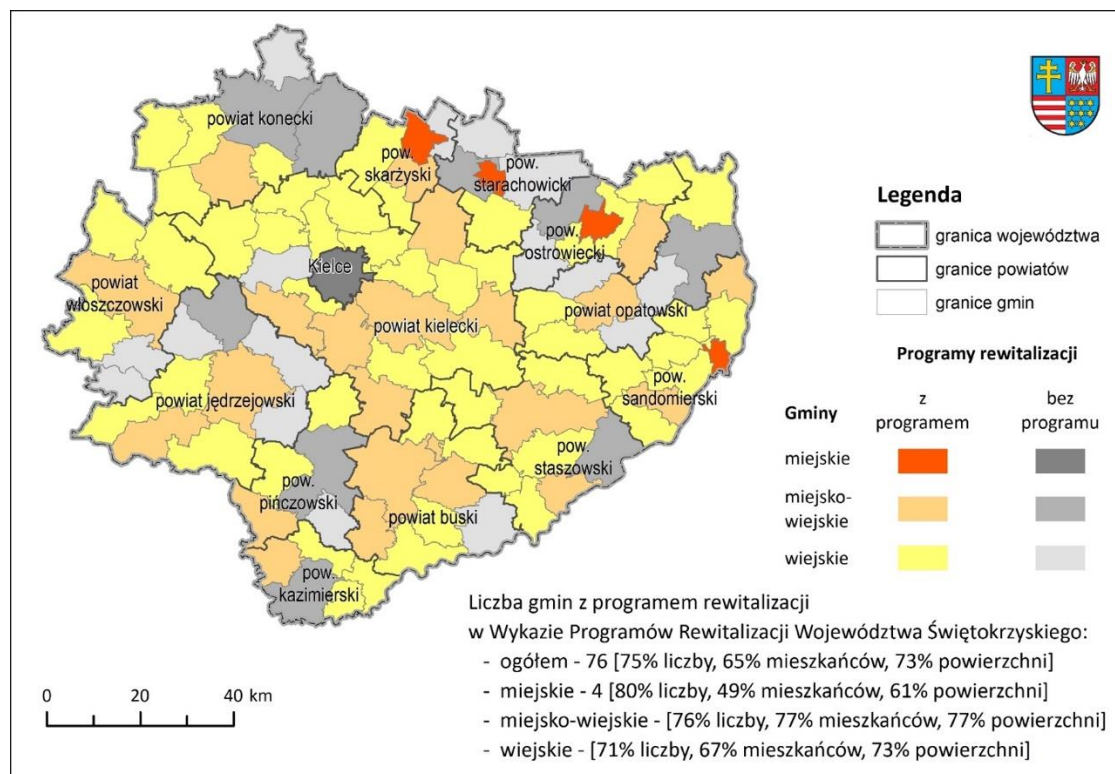 powiat konecki
pow.
skarżyski
pow.
starachowicki
pow.
ostrowiecki
Kielce
powiat
włoszczowski
powiat kielecki
powiat opatowski
powiat jędrzejowski
pow.
sandomierski
pow.
staszowski
pow.
pińczowski
powiat buski
pow.
kazimierski
Legenda
granica województwa
granice powiatów
granice gmin
Programy rewitalizacji
Gminy
z
programem
bez
programu
miejskie
miejsko-
wiejskie
wiejskie
Liczba gmin z programem rewitalizacji
w Wykazie Programów Rewitalizacji Województwa Świętokrzyskiego:
- ogółem - 76 [75% liczby, 65% mieszkańców, 73% powierzchni]
- miejskie - 4 [80% liczby, 49% mieszkańców, 61% powierzchni]
- miejsko-wiejskie - [76% liczby, 77% mieszkańców, 77% powierzchni]
- wiejskie - [71% liczby, 67% mieszkańców, 73% powierzchni]
0 20 40 km